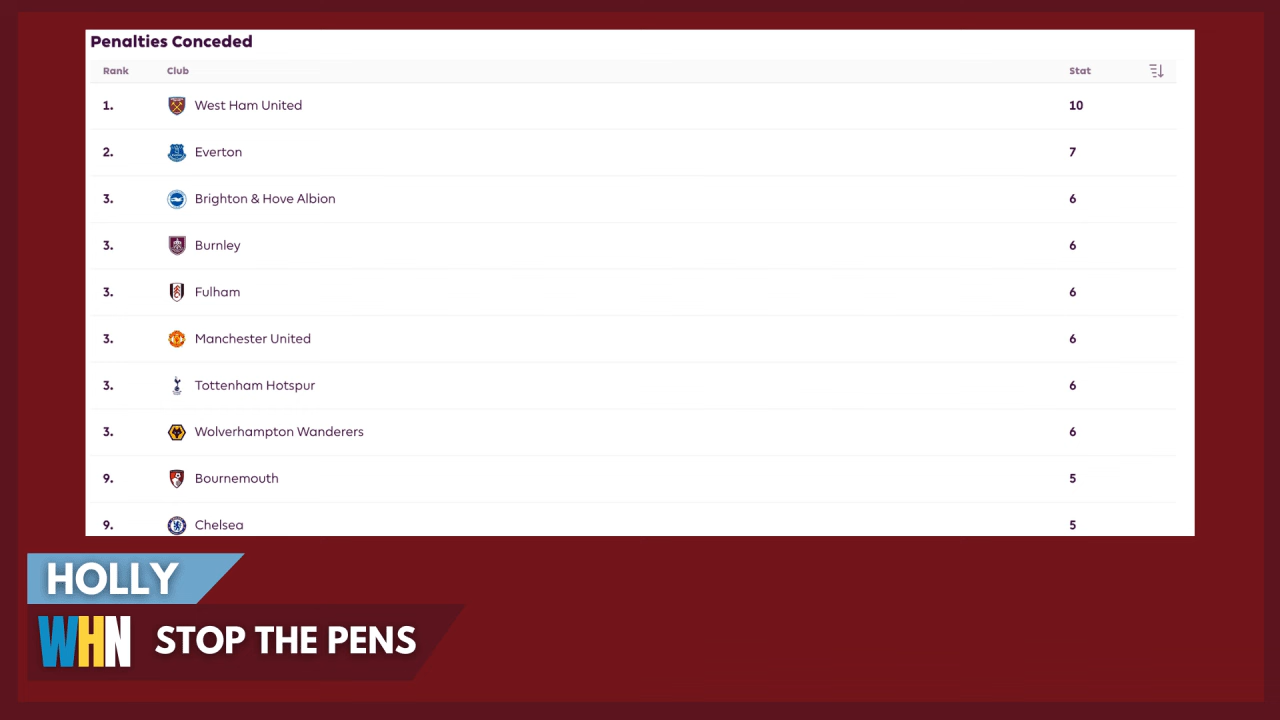 Penalties Conceded
Rank Club Stat
1. West Ham United 10
2. Everton 7
3. Brighton & Hove Albion 6
3. Burnley 6
3. Fulham 6
3. Manchester United 6
3. Tottenham Hotspur 6
3. Wolverhampton Wanderers 6
9. Bournemouth 5
9. Chelsea 5
HOLLY
WHN STOP THE PENS